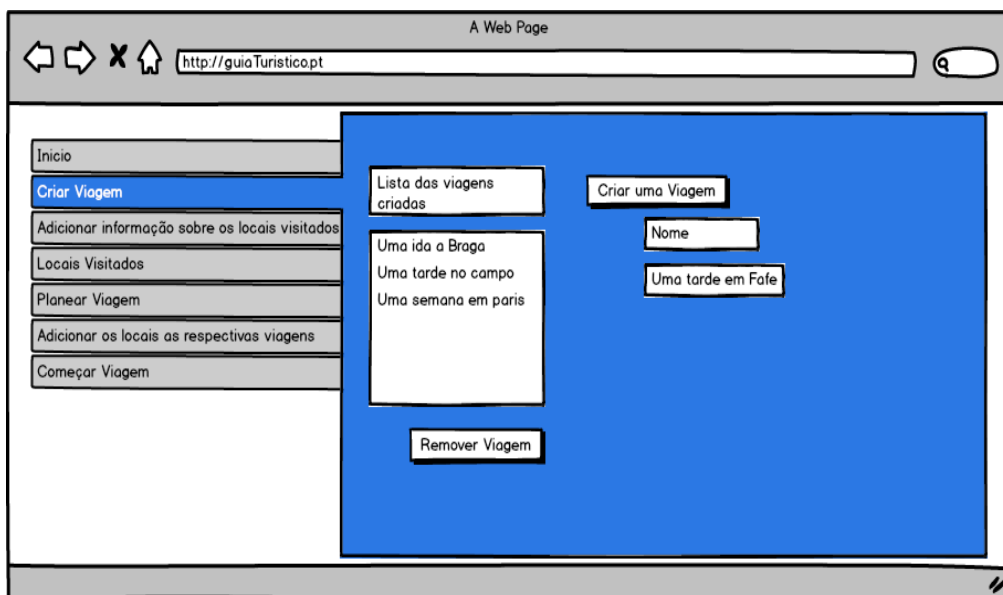 A Web Page
http://guiaTuristico.pt
Inicio
Criar Viagem
Adicionar informação sobre os locais visitados
Locais Visitados
Planear Viagem
Adicionar os locais as respectivas viagens
Começar Viagem
Lista das viagens
criadas
Uma ida a Braga
Uma tarde no campo
Uma semana em paris
Remover Viagem
Criar uma Viagem
Nome
Uma tarde em Fafe